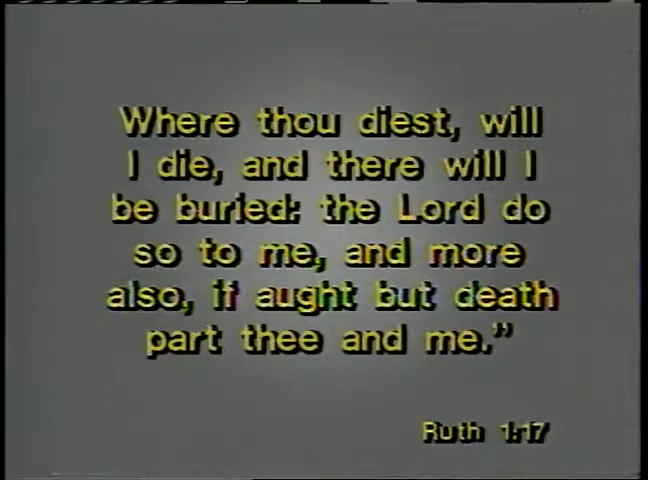 Where thou diest, will
I die, and there will I
be buried: the Lord do
so to me, and more
also, if aught but death
part thee and me.”
Ruth 1:17